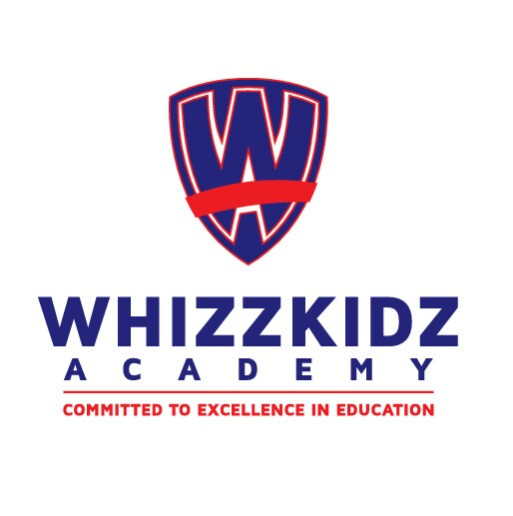 W
WHIZZKIDZ
ACADEMY
COMMITTED TO EXCELLENCE IN EDUCATION